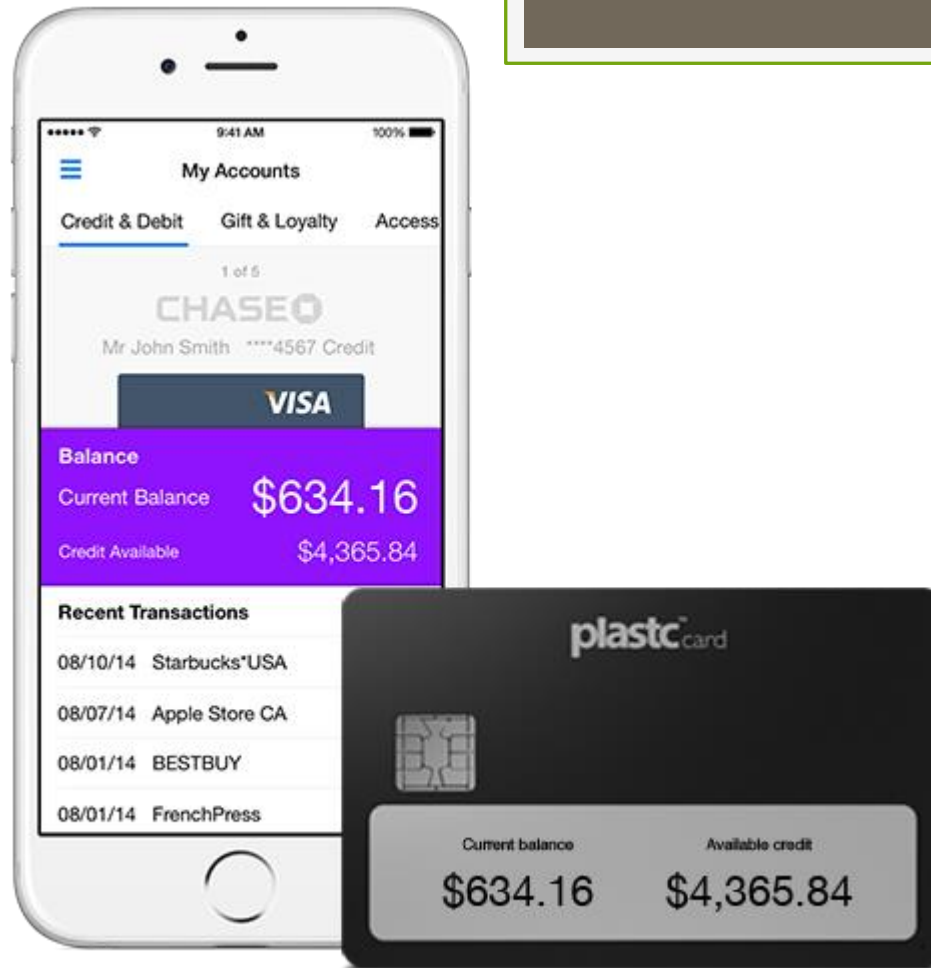 9:41 AM 100%
My Accounts
Credit & Debit Gift & Loyalty Access
1 of 5
CHASE
Mr John Smith ****4567 Credit
VISA
Balance
Current Balance $634.16
Credit Available $4,365.84
Recent Transactions
08/10/14 Starbucks*USA
08/07/14 Apple Store CA
08/01/14 BESTBUY
08/01/14 FrenchPress
plastc™card
Current balance Available credit
$634.16 $4,365.84